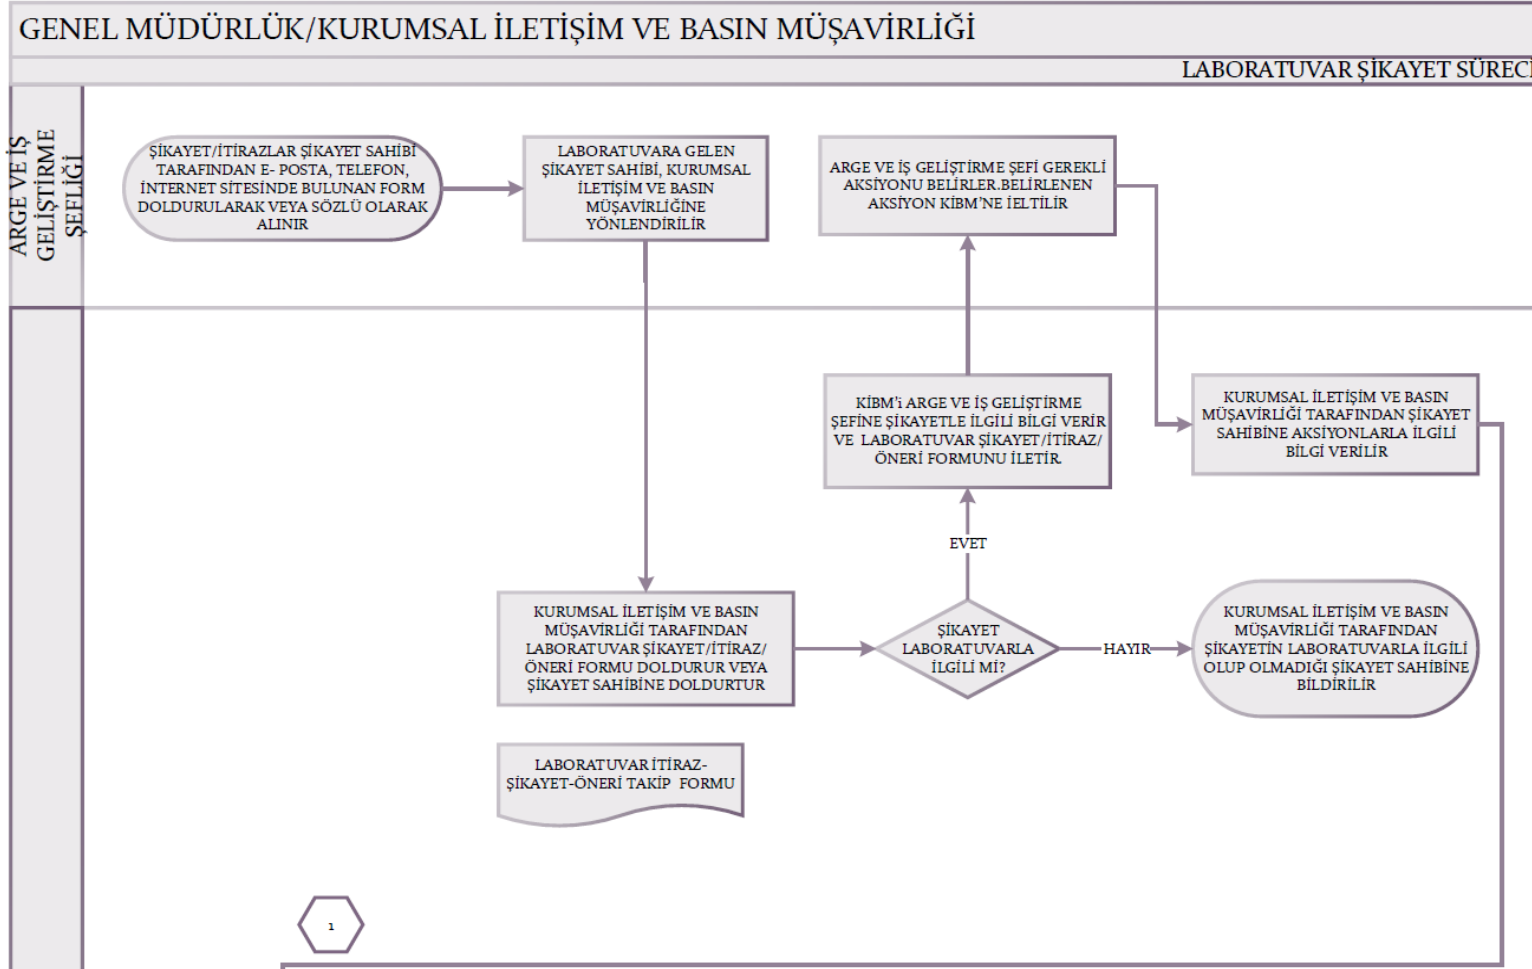 GENEL MÜDÜRLÜK/KURUMSAL İLETİŞİM VE BASIN MÜŞAVİRLİĞİ
LABORATUVAR ŞİKAYET SÜRECİ
ARGE VE İŞ
GELİŞTİRME
ŞEFLİĞİ
ŞİKAYET/İTİRAZLAR ŞİKAYET SAHİBİ
TARAFINDAN E- POSTA, TELEFON,
İNTERNET SİTESİNDE BULUNAN FORM
DOLDURULARAK VEYA SÖZLÜ OLARAK
ALINIR
LABORATUVARA GELEN
ŞİKAYET SAHİBİ, KURUMSAL
İLETİŞİM VE BASIN
MÜŞAVİRLİĞİNE
YÖNLENDİRİLİR
ARGE VE İŞ GELİŞTİRME ŞEFİ GEREKLİ
AKSİYONU BELİRLER.BELİRLENEN
AKSİYON KİBM’NE İELTİLİR
KİBM’i ARGE VE İŞ GELİŞTİRME
ŞEFİNE ŞİKAYETLE İLGİLİ BİLGİ VERİR
VE LABORATUVAR ŞİKAYET/İTİRAZ/
ÖNERİ FORMUNU İLETİR.
KURUMSAL İLETİŞİM VE BASIN
MÜŞAVİRLİĞİ TARAFINDAN ŞİKAYET
SAHİBİNE AKSİYONLARLA İLGİLİ
BİLGİ VERİLİR
EVET
KURUMSAL İLETİŞİM VE BASIN
MÜŞAVİRLİĞİ TARAFINDAN
LABORATUVAR ŞİKAYET/İTİRAZ/
ÖNERİ FORMU DOLDURUR VEYA
ŞİKAYET SAHİBİNE DOLDURTUR
ŞİKAYET
LABORATUVARLA
İLGİLİ Mİ?
HAYIR
KURUMSAL İLETİŞİM VE BASIN
MÜŞAVİRLİĞİ TARAFINDAN
ŞİKAYETİN LABORATUVARLA İLGİLİ
OLUP OLMADIĞI ŞİKAYET SAHİBİNE
BİLDİRİLİR
LABORATUVAR İTİRAZ-
ŞİKAYET-ÖNERİ TAKİP FORMU
1